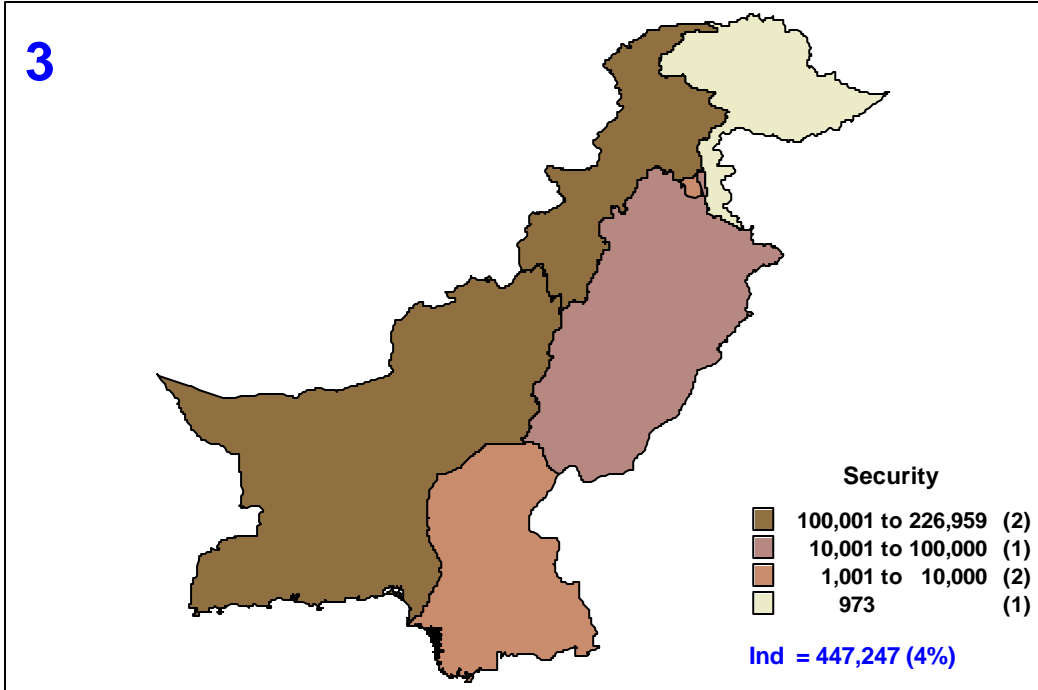 3
Security
100,001 to 226,959 (2)
10,001 to 100,000 (1)
1,001 to 10,000 (2)
973 (1)
Ind = 447,247 (4%)